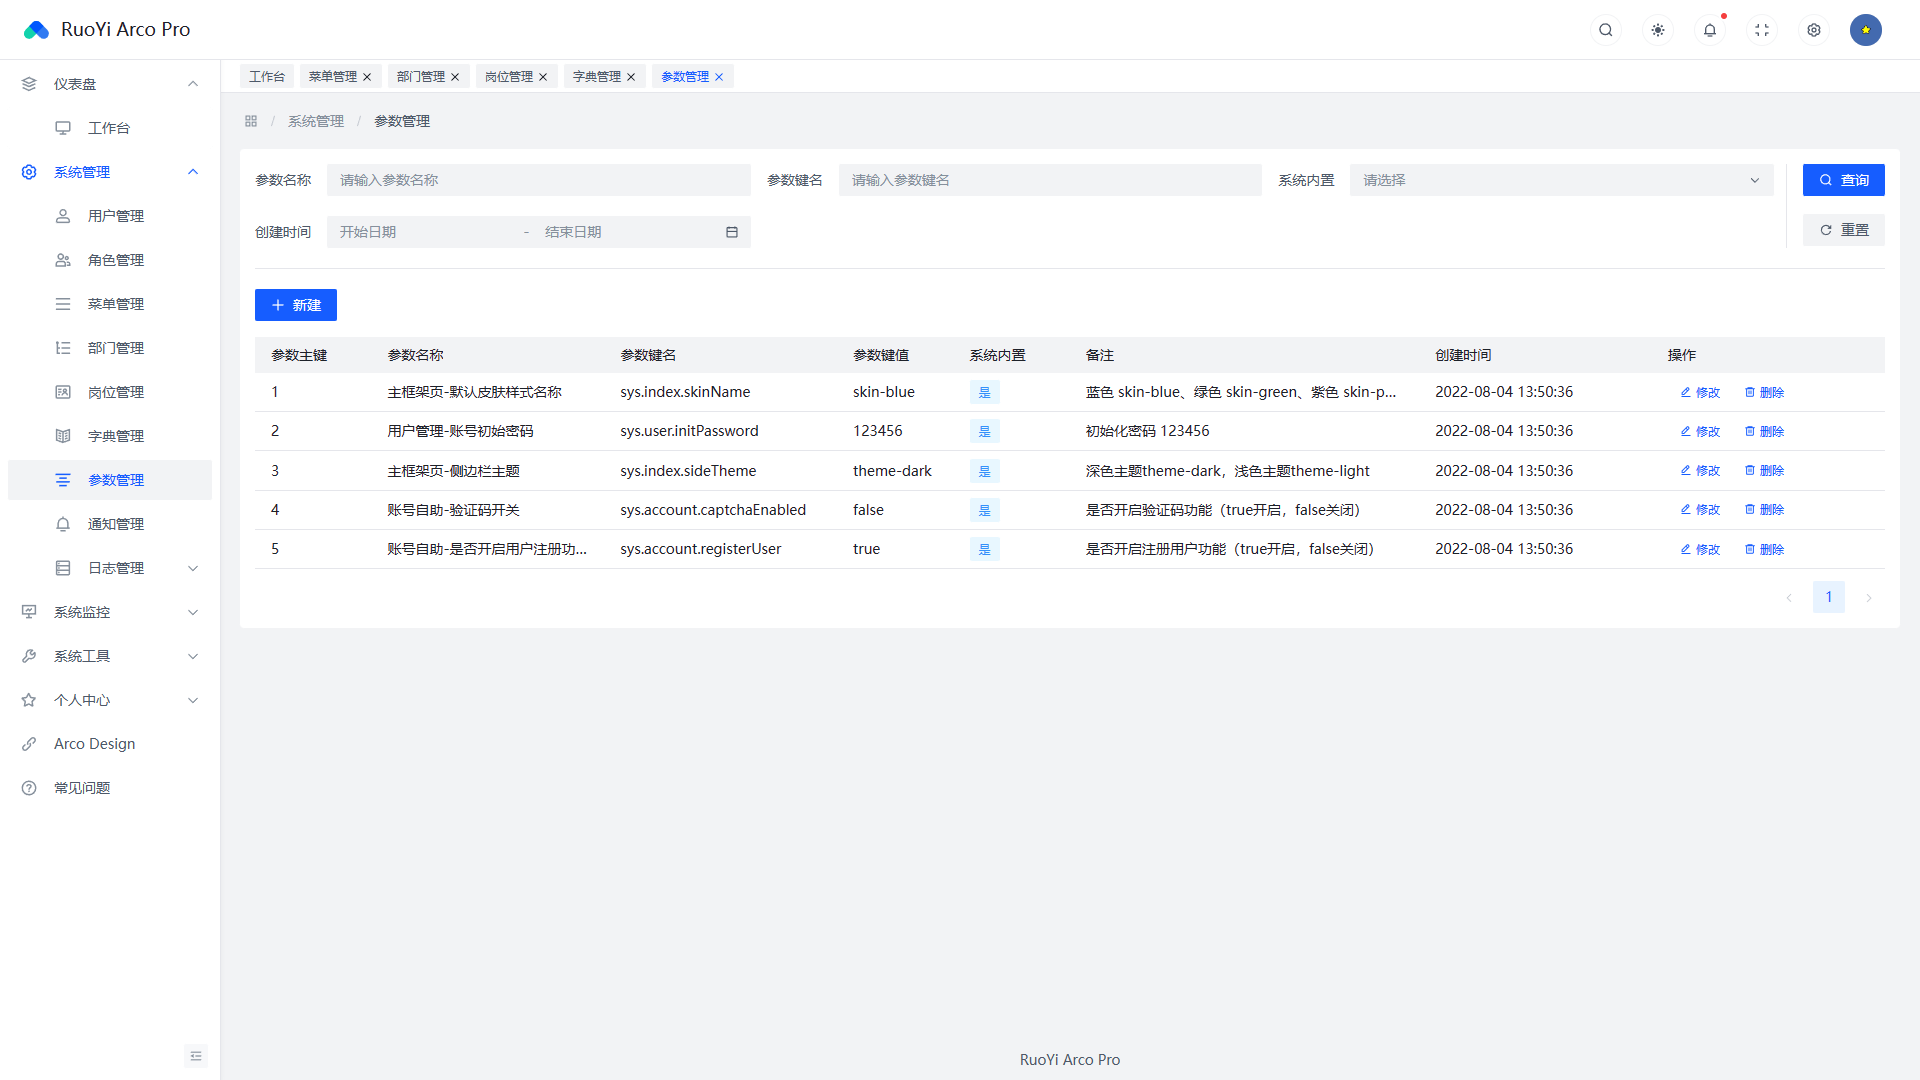 RuoYi Arco Pro
仪表盘
工作台
系统管理
用户管理
角色管理
菜单管理
部门管理
岗位管理
字典管理
参数管理
通知管理
日志管理
系统监控
系统工具
个人中心
Arco Design
常见问题
工作台 菜单管理 部门管理 岗位管理 字典管理 参数管理
/ 系统管理 / 参数管理
参数名称 请输入参数名称 参数键名 请输入参数键名 系统内置 请选择 查询
创建时间 开始日期 - 结束日期 重置
新建
参数主键 参数名称 参数键名 参数键值 系统内置 备注 创建时间 操作
1 主框架页-默认皮肤样式名称 sys.index.skinName skin-blue 是 蓝色 skin-blue、绿色 skin-green、紫色 skin-p... 2022-08-04 13:50:36 修改 删除
2 用户管理-账号初始密码 sys.user.initPassword 123456 是 初始化密码 123456 2022-08-04 13:50:36 修改 删除
3 主框架页-侧边栏主题 sys.index.sideTheme theme-dark 是 深色主题theme-dark，浅色主题theme-light 2022-08-04 13:50:36 修改 删除
4 账号自助-验证码开关 sys.account.captchaEnabled false 是 是否开启验证码功能（true开启，false关闭） 2022-08-04 13:50:36 修改 删除
5 账号自助-是否开启用户注册功... sys.account.registerUser true 是 是否开启注册用户功能（true开启，false关闭） 2022-08-04 13:50:36 修改 删除
1
RuoYi Arco Pro